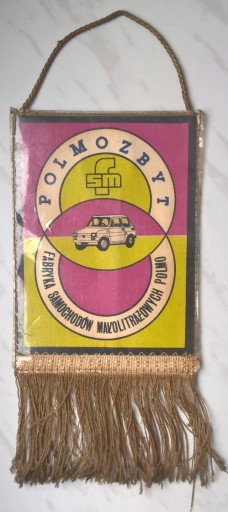 POLMOZBYT
fsm
FABRYKA SAMOCHODÓW MAŁOLITRAŻOWYCH POLMO